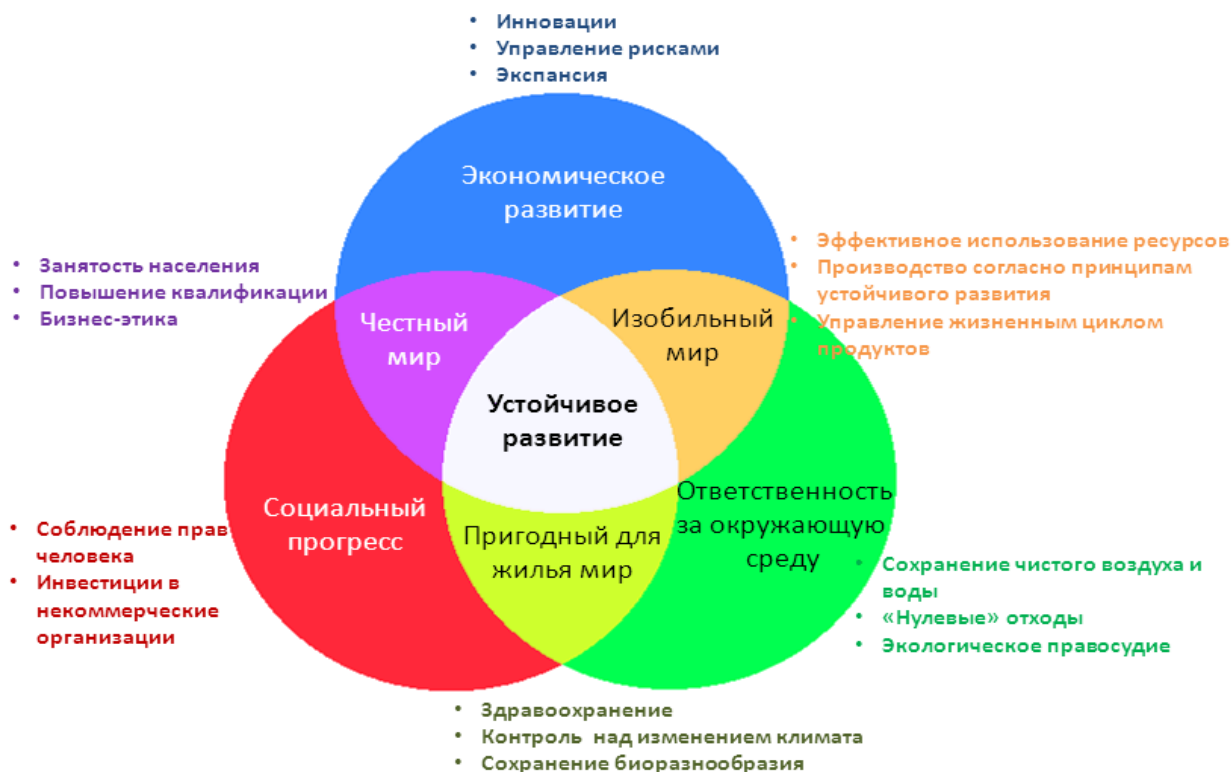 • Инновации
• Управление рисками
• Экспансия
Экономическое
развитие
• Занятость населения
• Повышение квалификации
• Бизнес-этика
• Эффективное использование ресурсов
• Производство согласно принципам
устойчивого развития
• Управление жизненным циклом
продуктов
Честный
мир
Изобильный
мир
Устойчивое
развитие
Социальный
прогресс
Пригодный для
жилья мир
Ответственность
за окружающую
среду
• Соблюдение прав
человека
• Инвестиции в
некоммерческие
организации
• Сохранение чистого воздуха и
воды
• «Нулевые» отходы
• Экологическое правосудие
• Здравоохранение
• Контроль над изменением климата
• Сохранение биоразнообразия